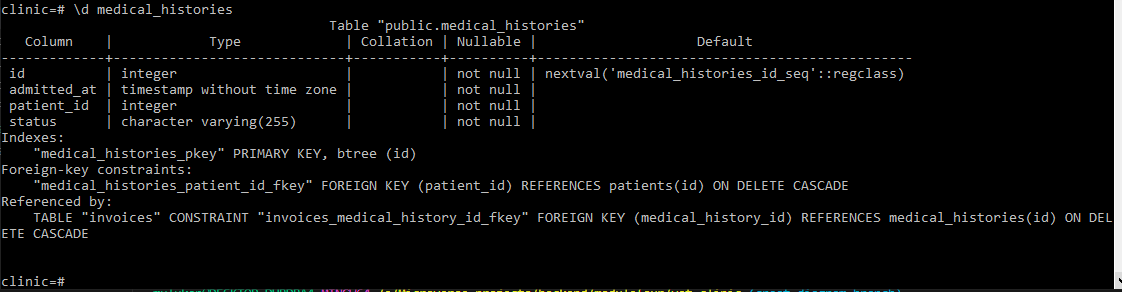 clinic=# \d medical_histories
Table "public.medical_histories"
Column | Type | Collation | Nullable | Default
-------------+-----------------------------+-----------+----------+-----------------------------------------------
id | integer | | not null | nextval('medical_histories_id_seq'::regclass)
admitted_at | timestamp without time zone | | not null |
patient_id | integer | | not null |
status | character varying(255) | | not null |
Indexes:
"medical_histories_pkey" PRIMARY KEY, btree (id)
Foreign-key constraints:
"medical_histories_patient_id_fkey" FOREIGN KEY (patient_id) REFERENCES patients(id) ON DELETE CASCADE
Referenced by:
TABLE "invoices" CONSTRAINT "invoices_medical_history_id_fkey" FOREIGN KEY (medical_history_id) REFERENCES medical_histories(id) ON DEL
ETE CASCADE
clinic=#